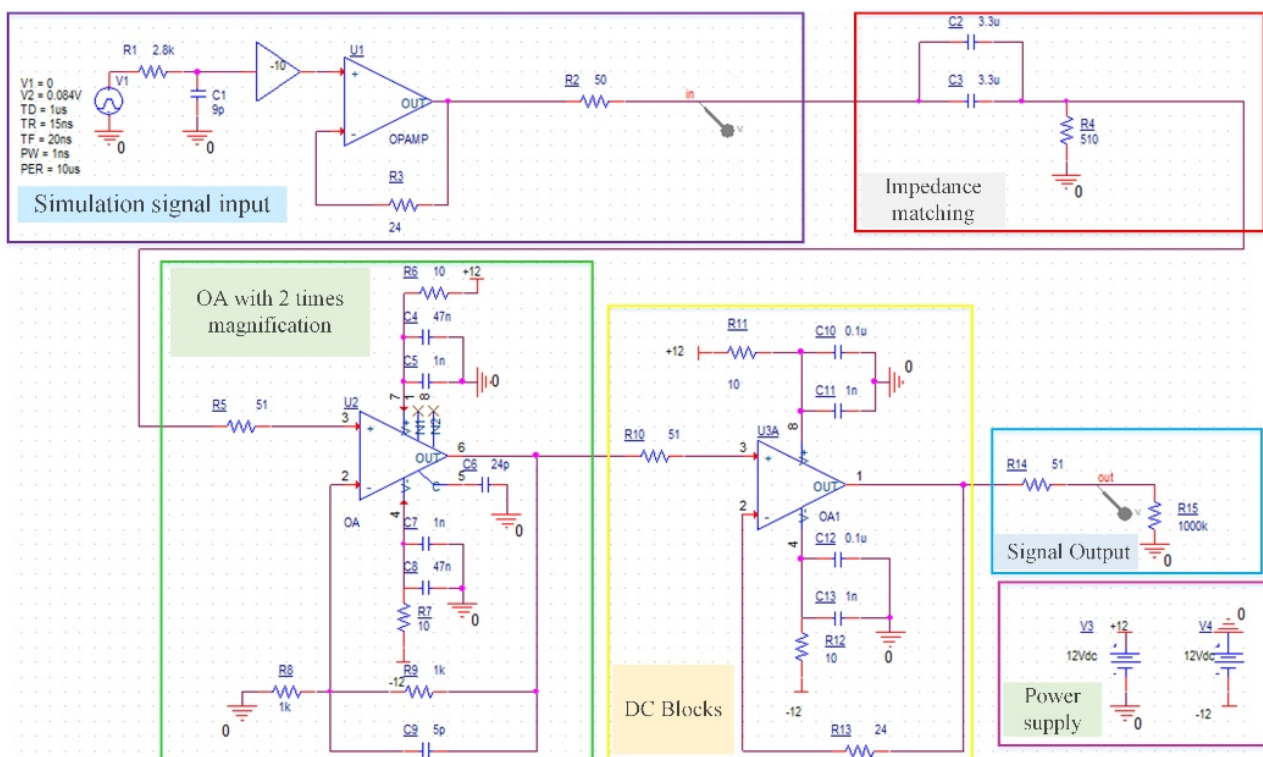 R1 2.8k
V1
V1 = 0
V2 = 0.084V
TD = 1us
TR = 15ns
TF = 20ns
PW = 1ns
PER = 10us
0
C1
9p
0
-10
U1
+
-
OUT
OPAMP
R3
24
R2 50
in
V
Simulation signal input
C2 3.3u
C3 3.3u
R4
510
0
Impedance
matching
OA with 2 times
magnification
R6
10
+12
C4 47n
C5 1n
0
7
1
8
R5 51
U2
3
+
V+
N1
N2
OUT
6
2
-
V-
C
5
C6 24p
0
OA
4
C7 1n
C8 47n
0
R7
10
-12
R8
1k
0
R9 1k
C9 5p
R11
+12
10
C10 0.1u
C11 1n
0
8
R10 51
U3A
3
+
V+
OUT
1
2
-
V-
OA1
4
C12 0.1u
C13 1n
0
R12
10
-12
R13 24
DC Blocks
R14 51
out
V
R15
1000k
0
Signal Output
V3
+12
12Vdc
0
V4
0
12Vdc
-12
Power
supply